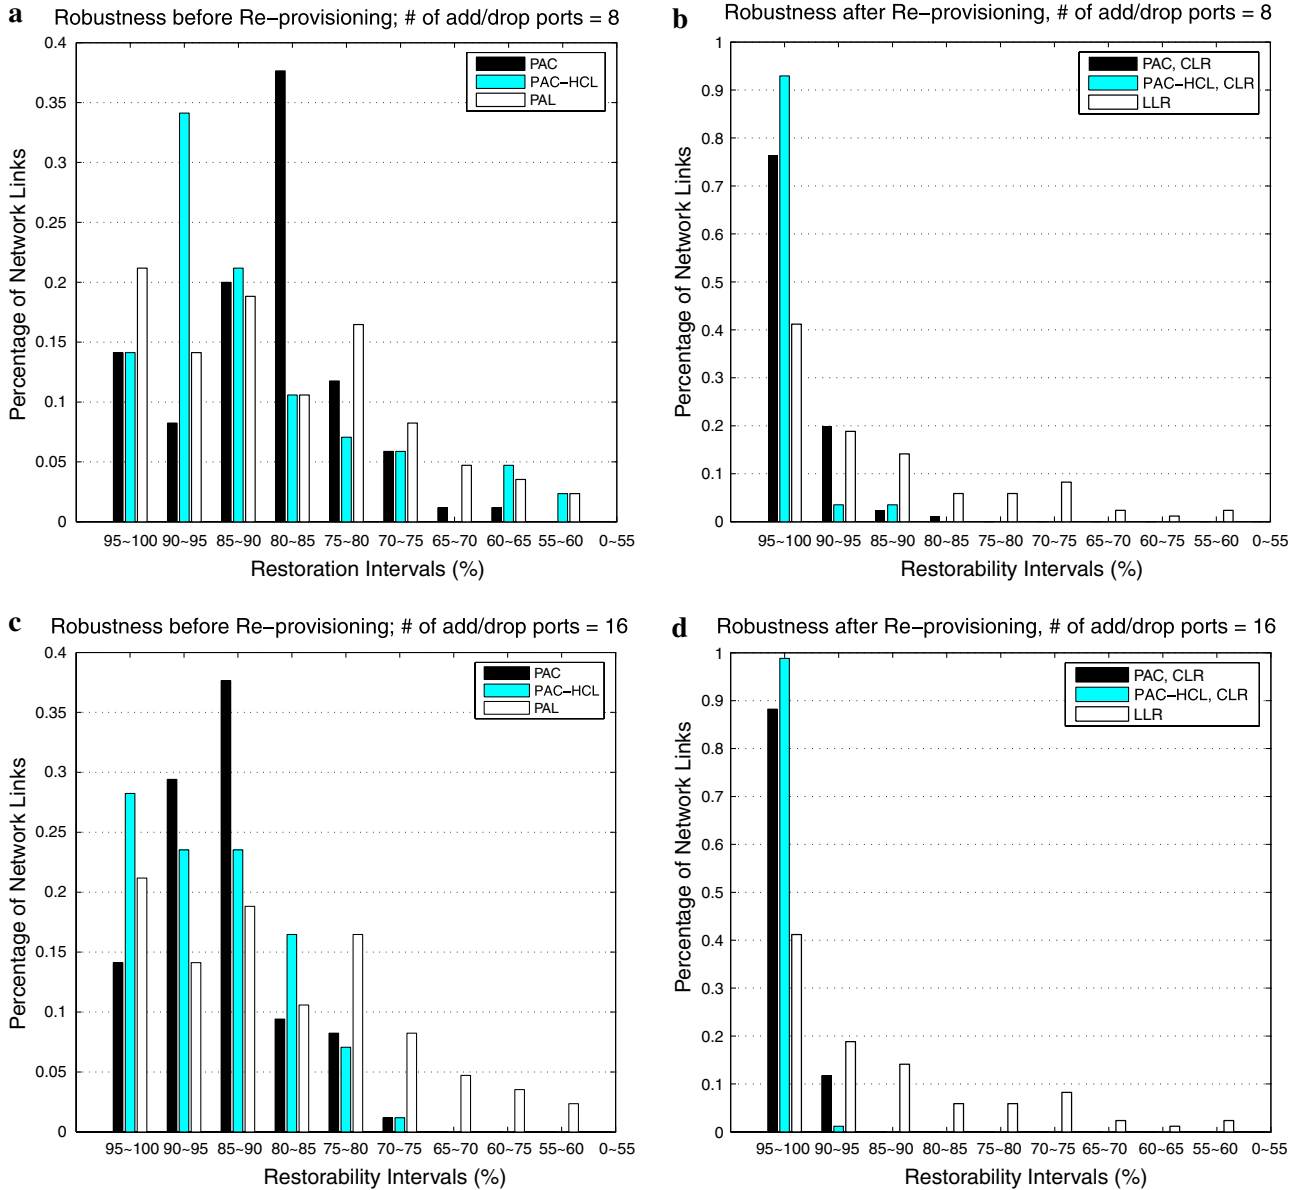 a Robustness before Re-provisioning; # of add/drop ports = 8
Percentage of Network Links
0.4
0.35
0.3
0.25
0.2
0.15
0.1
0.05
0
PAC
PAC-HCL
PAL
95~100 90~95 85~90 80~85 75~80 70~75 65~70 60~65 55~60 0~55
Restoration Intervals (%)
b Robustness after Re-provisioning, # of add/drop ports = 8
Percentage of Network Links
1
0.9
0.8
0.7
0.6
0.5
0.4
0.3
0.2
0.1
0
PAC, CLR
PAC-HCL, CLR
LLR
95~100 90~95 85~90 80~85 75~80 70~75 65~70 60~75 55~60 0~55
Restorability Intervals (%)
c Robustness before Re-provisioning; # of add/drop ports = 16
Percentage of Network Links
0.4
0.35
0.3
0.25
0.2
0.15
0.1
0.05
0
PAC
PAC-HCL
PAL
95~100 90~95 85~90 80~85 75~80 70~75 65~70 60~75 55~60 0~55
Restorability Intervals (%)
d Robustness after Re-provisioning, # of add/drop ports = 16
Percentage of Network Links
1
0.9
0.8
0.7
0.6
0.5
0.4
0.3
0.2
0.1
0
PAC, CLR
PAC-HCL, CLR
LLR
95~100 90~95 85~90 80~85 75~80 70~75 65~70 60~75 55~60 0~55
Restorability Intervals (%)